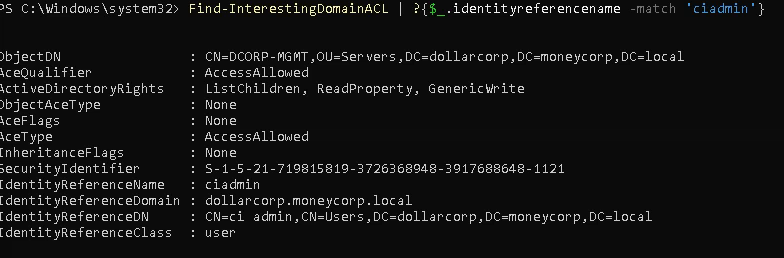 PS C:\Windows\system32> Find-InterestingDomainACL | ?{$_.identityreferencename -match 'ciadmin'}
ObjectDN : CN=DCORP-MGMT,OU=Servers,DC=dollarcorp,DC=moneycorp,DC=local
AceQualifier : AccessAllowed
ActiveDirectoryRights : ListChildren, ReadProperty, GenericWrite
ObjectAceType : None
AceFlags : None
AceType : AccessAllowed
InheritanceFlags : None
SecurityIdentifier : S-1-5-21-719815819-3726368948-3917688648-1121
IdentityReferenceName : ciadmin
IdentityReferenceDomain : dollarcorp.moneycorp.local
IdentityReferenceDN : CN=ci admin,CN=Users,DC=dollarcorp,DC=moneycorp,DC=local
IdentityReferenceClass : user